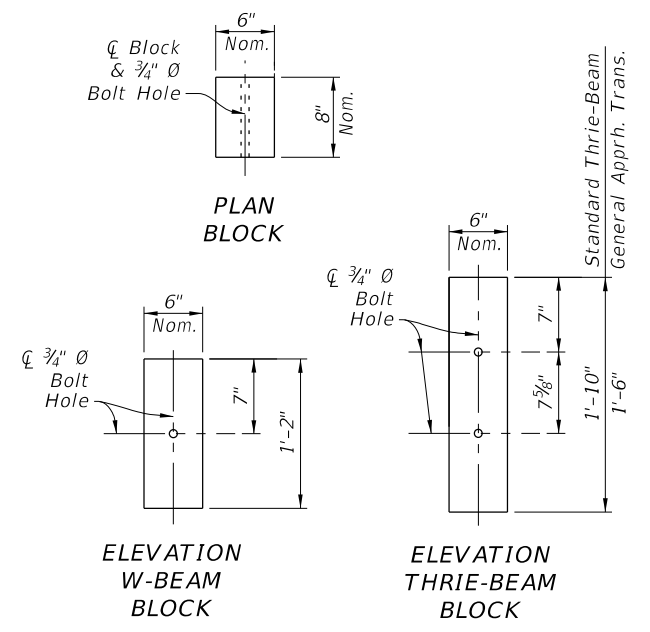 6"
Nom.
℄ Block
& ¾" Ø
Bolt Hole
8"
Nom.
PLAN
BLOCK
6"
Nom.
℄ ¾" Ø
Bolt
Hole
7"
1'-2"
ELEVATION
W-BEAM
BLOCK
Standard Thrie-Beam
General Apprh. Trans.
6"
Nom.
℄ ¾" Ø
Bolt
Hole
7"
7⅝"
1'-10"
1'-6"
ELEVATION
THRIE-BEAM
BLOCK